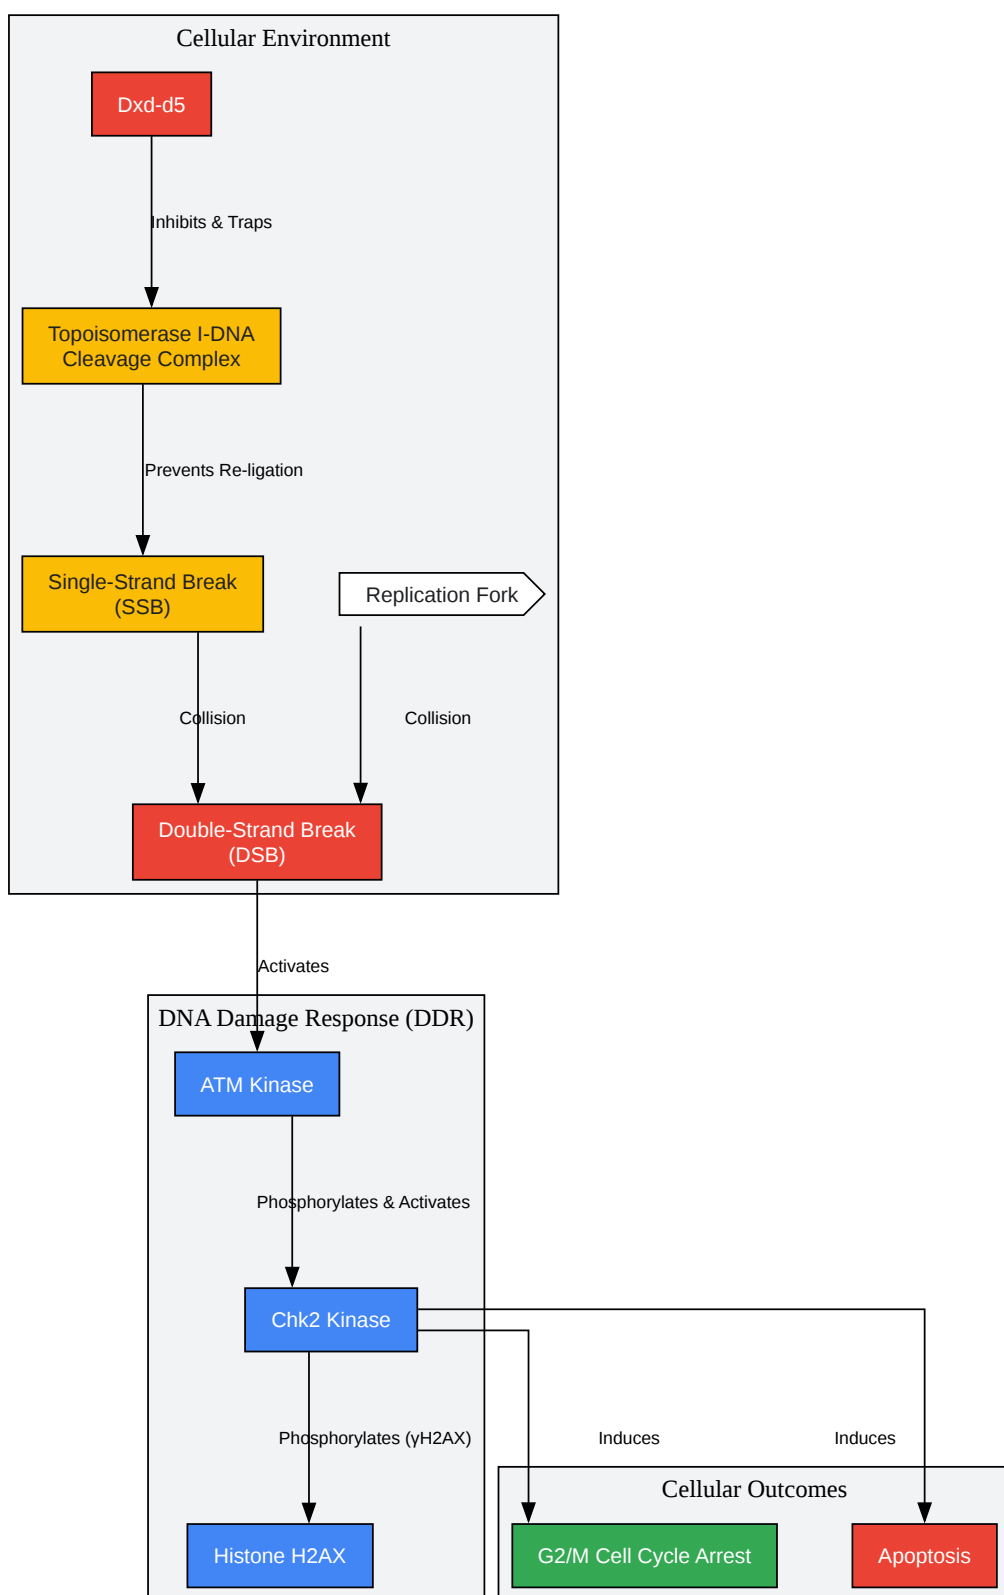 Cellular Environment
Dxd-d5
Inhibits & Traps
Topoisomerase I-DNA
Cleavage Complex
Prevents Re-ligation
Single-Strand Break
(SSB)
Replication Fork
Collision
Collision
Double-Strand Break
(DSB)
Activates
DNA Damage Response (DDR)
ATM Kinase
Phosphorylates & Activates
Chk2 Kinase
Phosphorylates (γH2AX)
Induces
Induces
Cellular Outcomes
Histone H2AX
G2/M Cell Cycle Arrest
Apoptosis